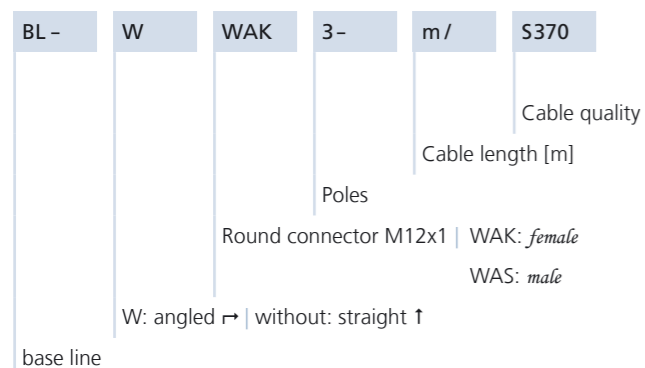 BL – W WAK 3 – m / S370
Cable quality
Cable length [m]
Poles
Round connector M12x1 | WAK: female
WAS: male
W: angled ↱ | without: straight ↑
base line